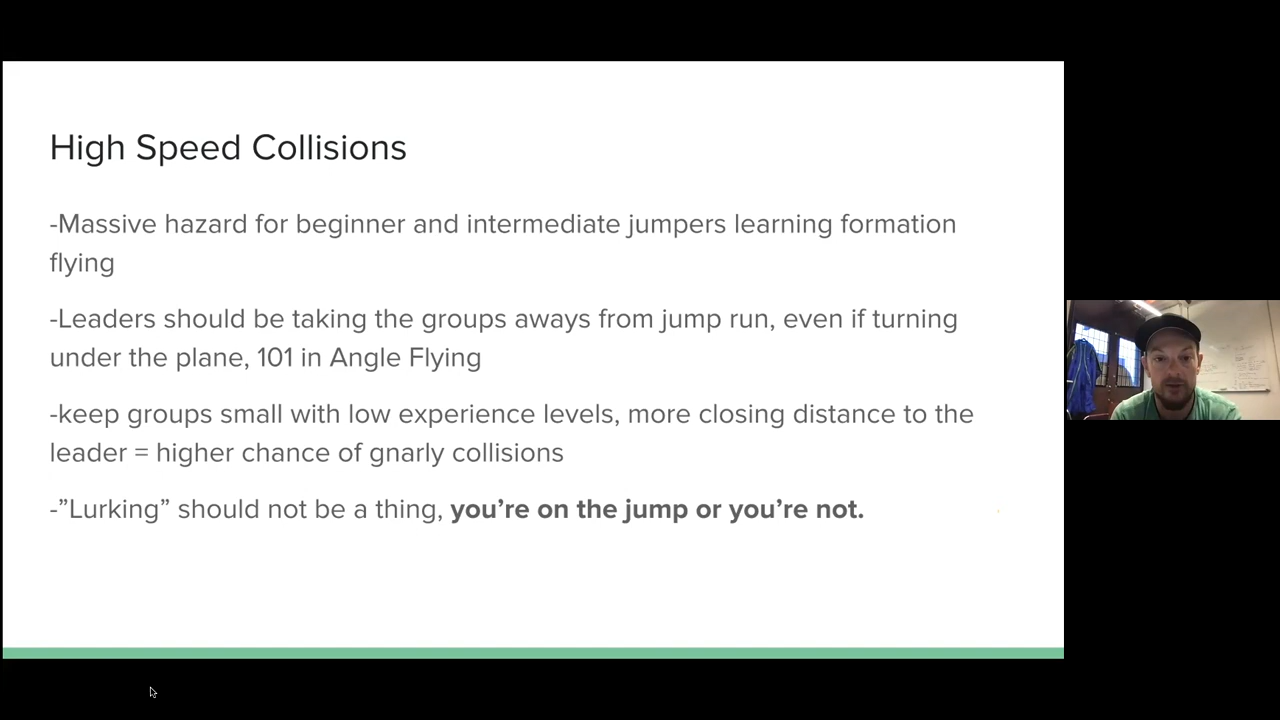 High Speed Collisions
-Massive hazard for beginner and intermediate jumpers learning formation
flying
-Leaders should be taking the groups aways from jump run, even if turning
under the plane, 101 in Angle Flying
-keep groups small with low experience levels, more closing distance to the
leader = higher chance of gnarly collisions
-”Lurking” should not be a thing, you’re on the jump or you’re not.